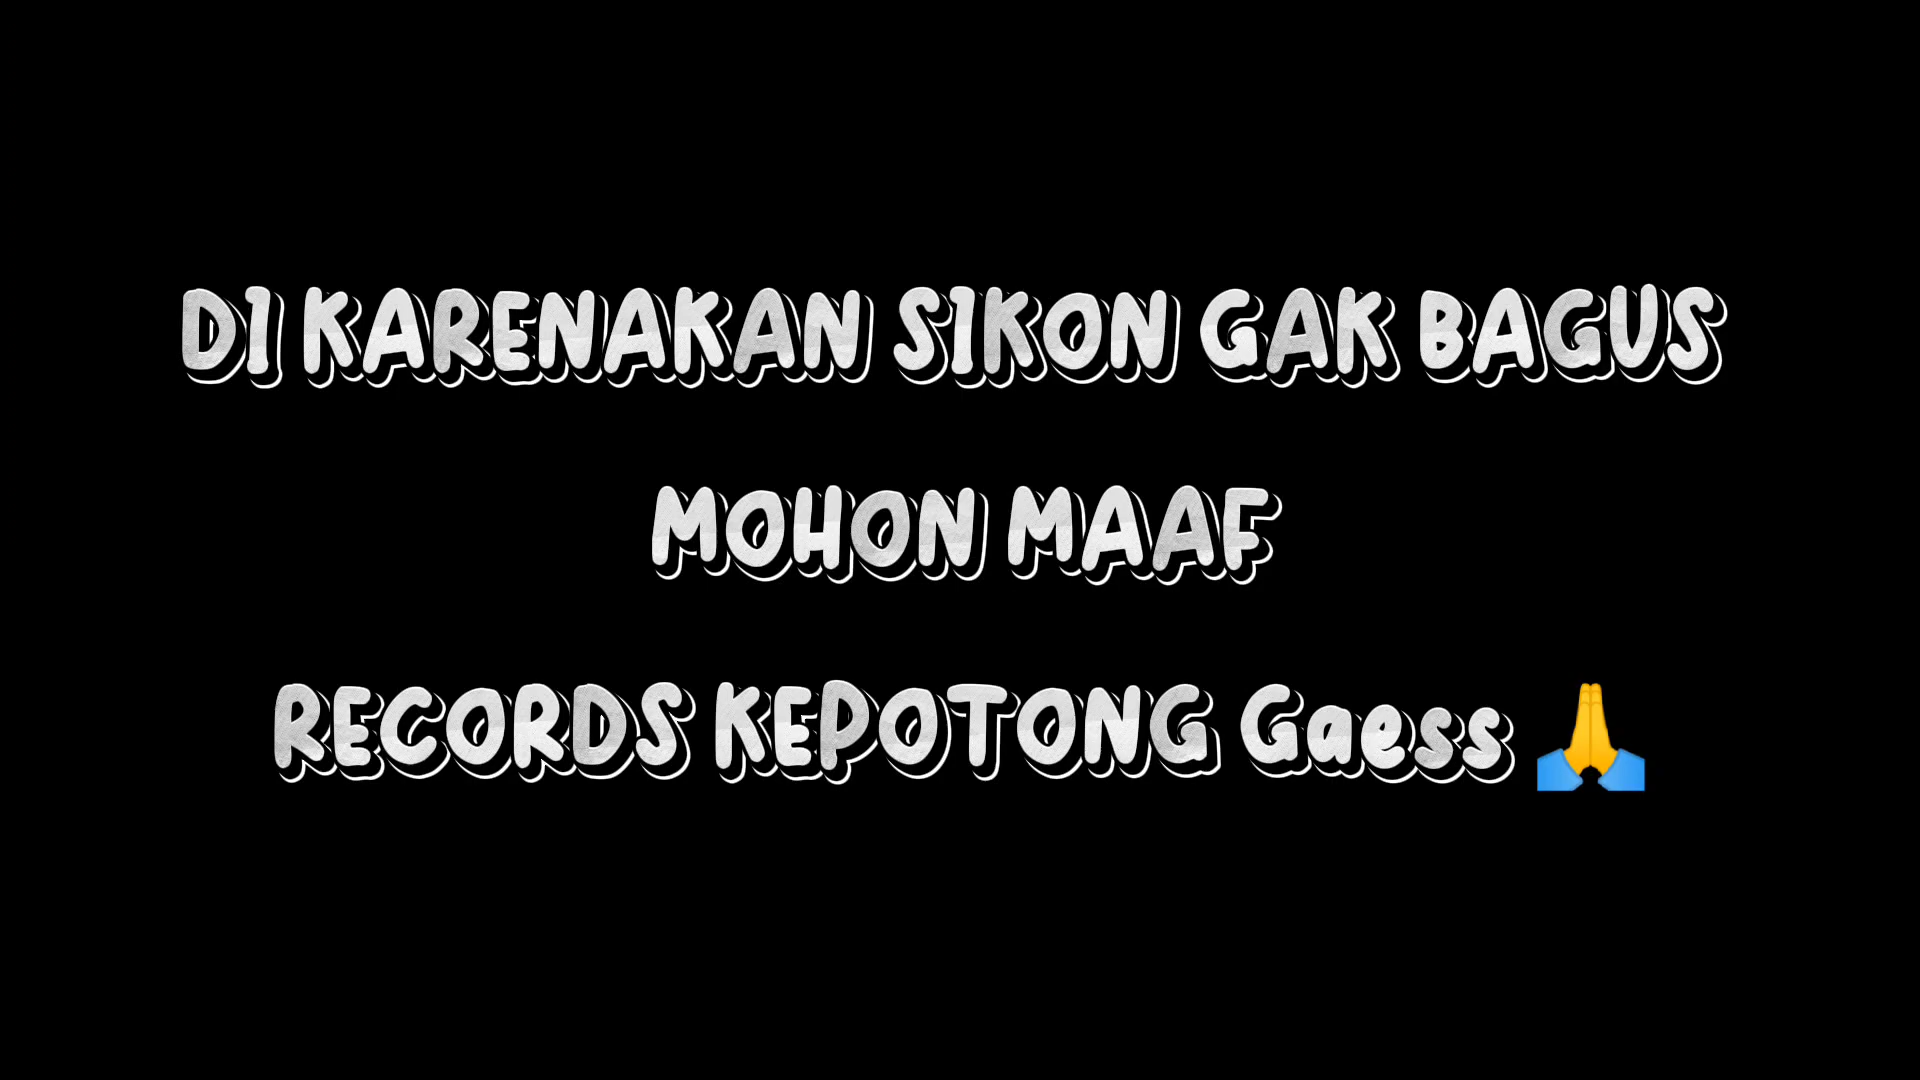 DI KARENAKAN SIKON GAK BAGUS
MOHON MAAF
RECORDS KEPOTONG Gaess 🙏